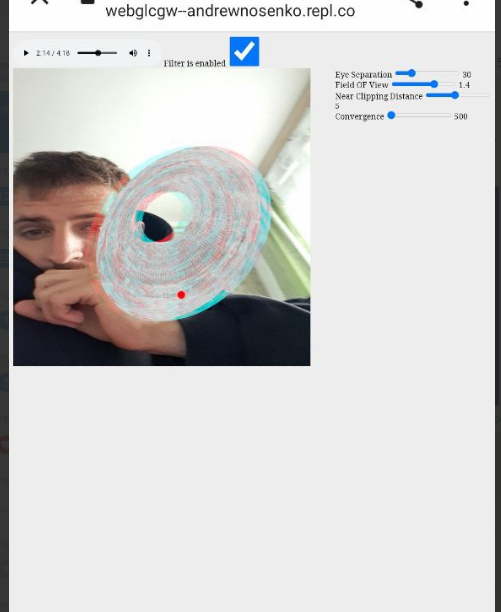 webglcgw--andrewnosenko.repl.co
2:14 / 4:18
Filter is enabled
Eye Separation 30
Field OF View 1.4
Near Clipping Distance
5
Convergence 500